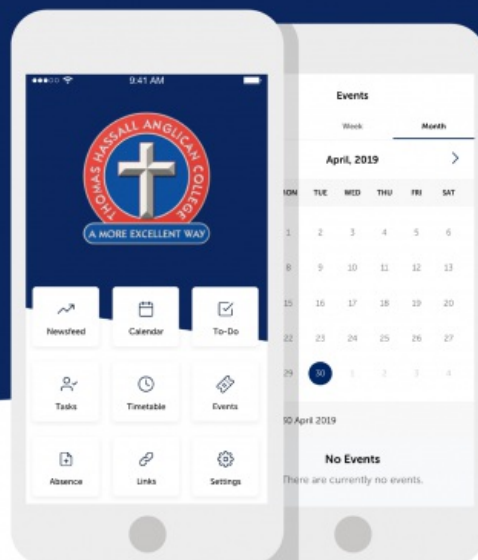 9:41 AM
THOMAS HASSALL ANGLICAN COLLEGE
A MORE EXCELLENT WAY
Newsfeed Calendar To-Do
Tasks Timetable Events
Absence Links Settings
Events
Week Month
April, 2019
TUE WED THU FRI SAT
1 2 3 4 5 6
8 9 10 11 12 13
15 16 17 18 19 20
22 23 24 25 26 27
29 30 1 2 3 4
30 April 2019
No Events
There are currently no events.